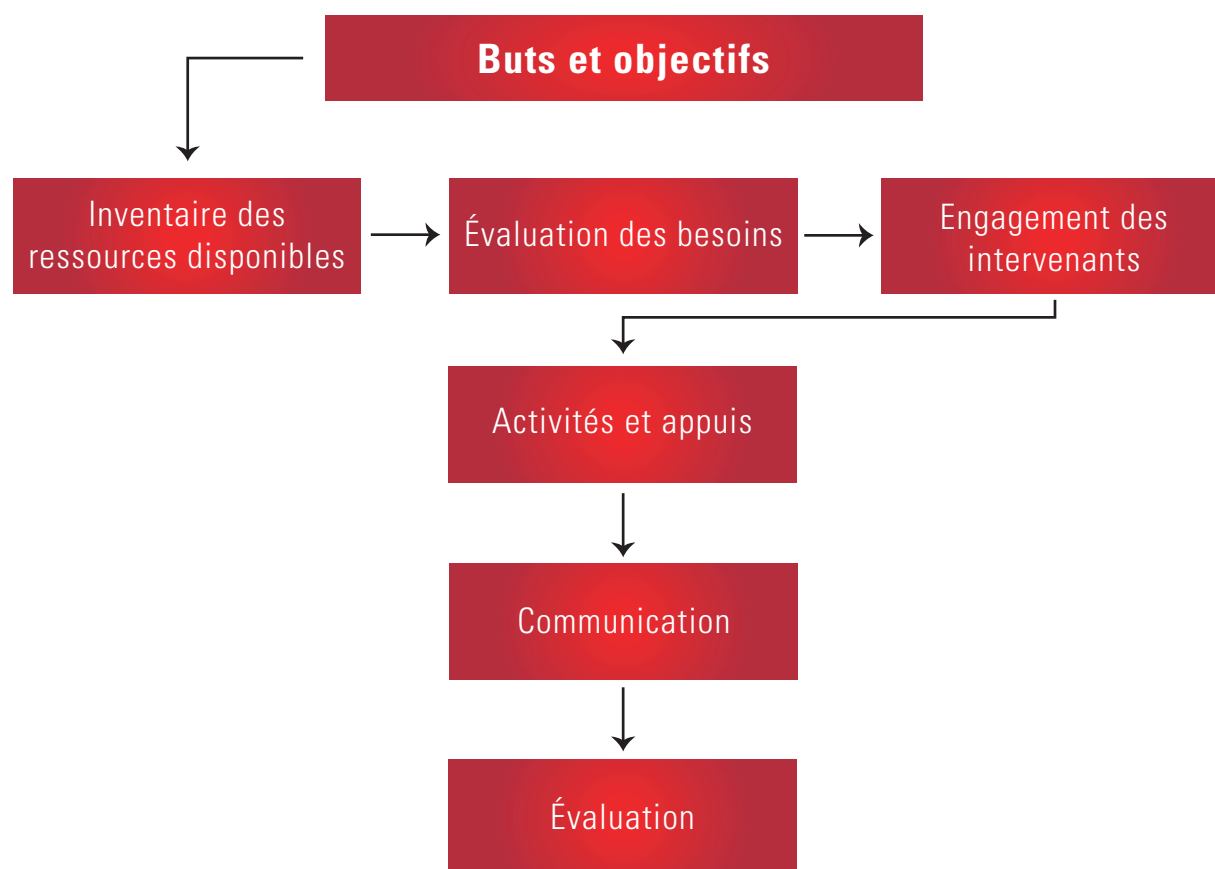 Buts et objectifs
Inventaire des
ressources disponibles
Évaluation des besoins
Engagement des
intervenants
Activités et appuis
Communication
Évaluation